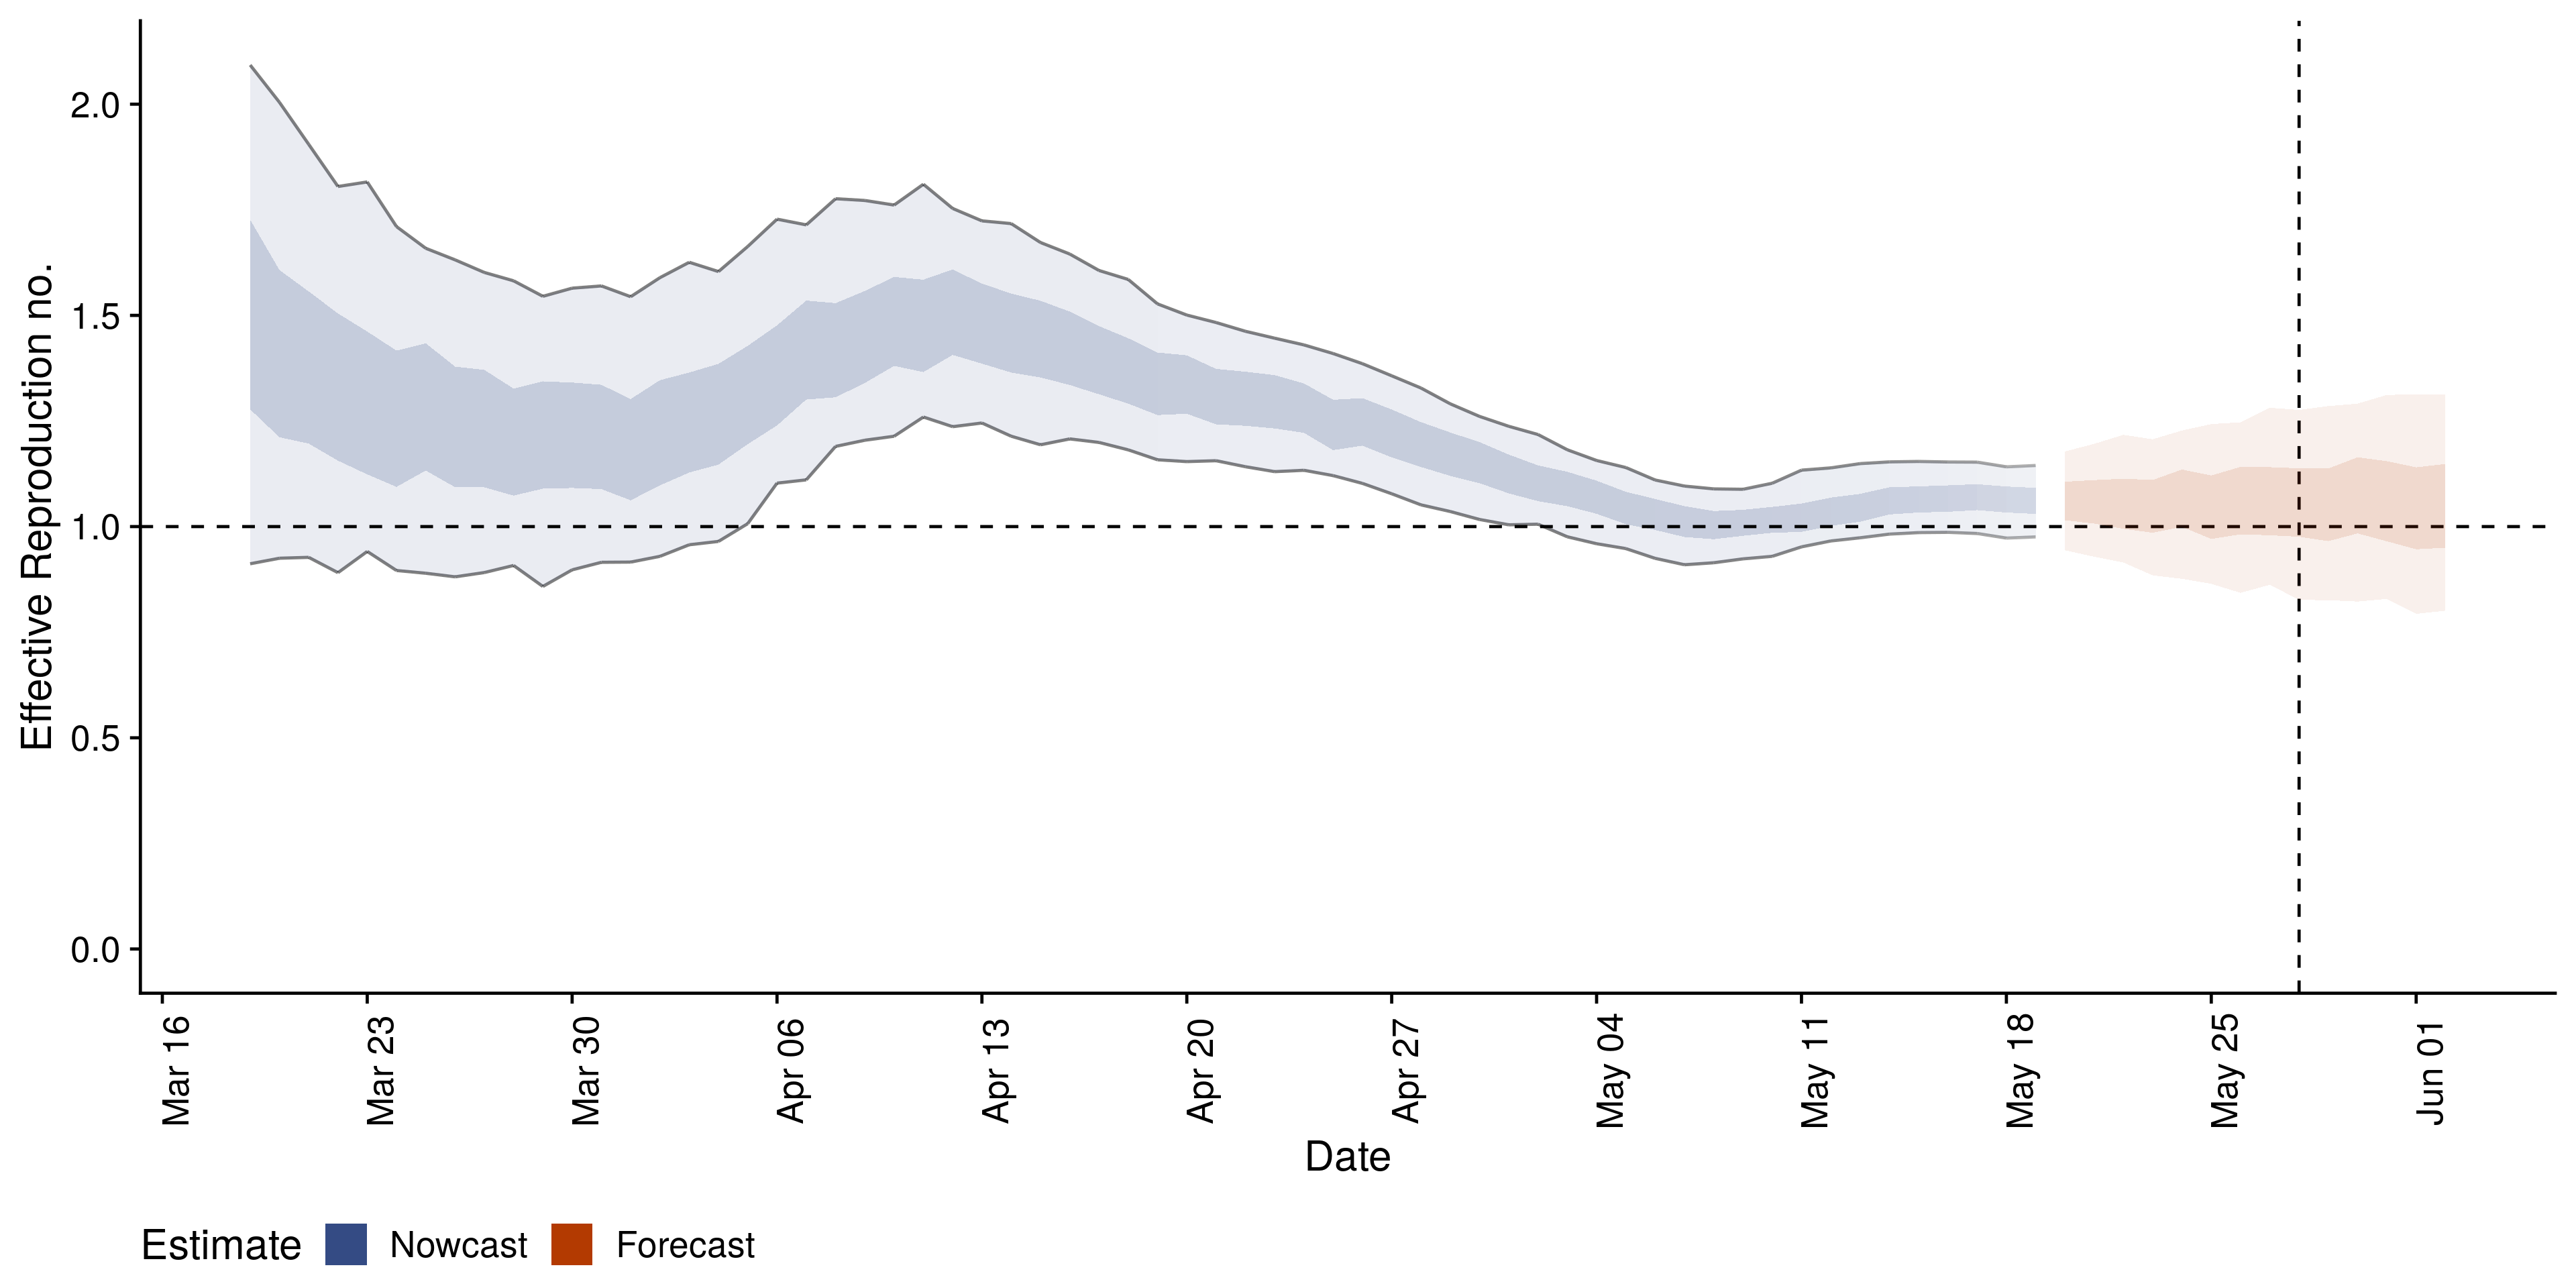 Effective Reproduction no.
2.0
1.5
1.0
0.5
0.0
Mar 16
Mar 23
Mar 30
Apr 06
Apr 13
Apr 20
Apr 27
May 04
May 11
May 18
May 25
Jun 01
Date
Estimate Nowcast Forecast